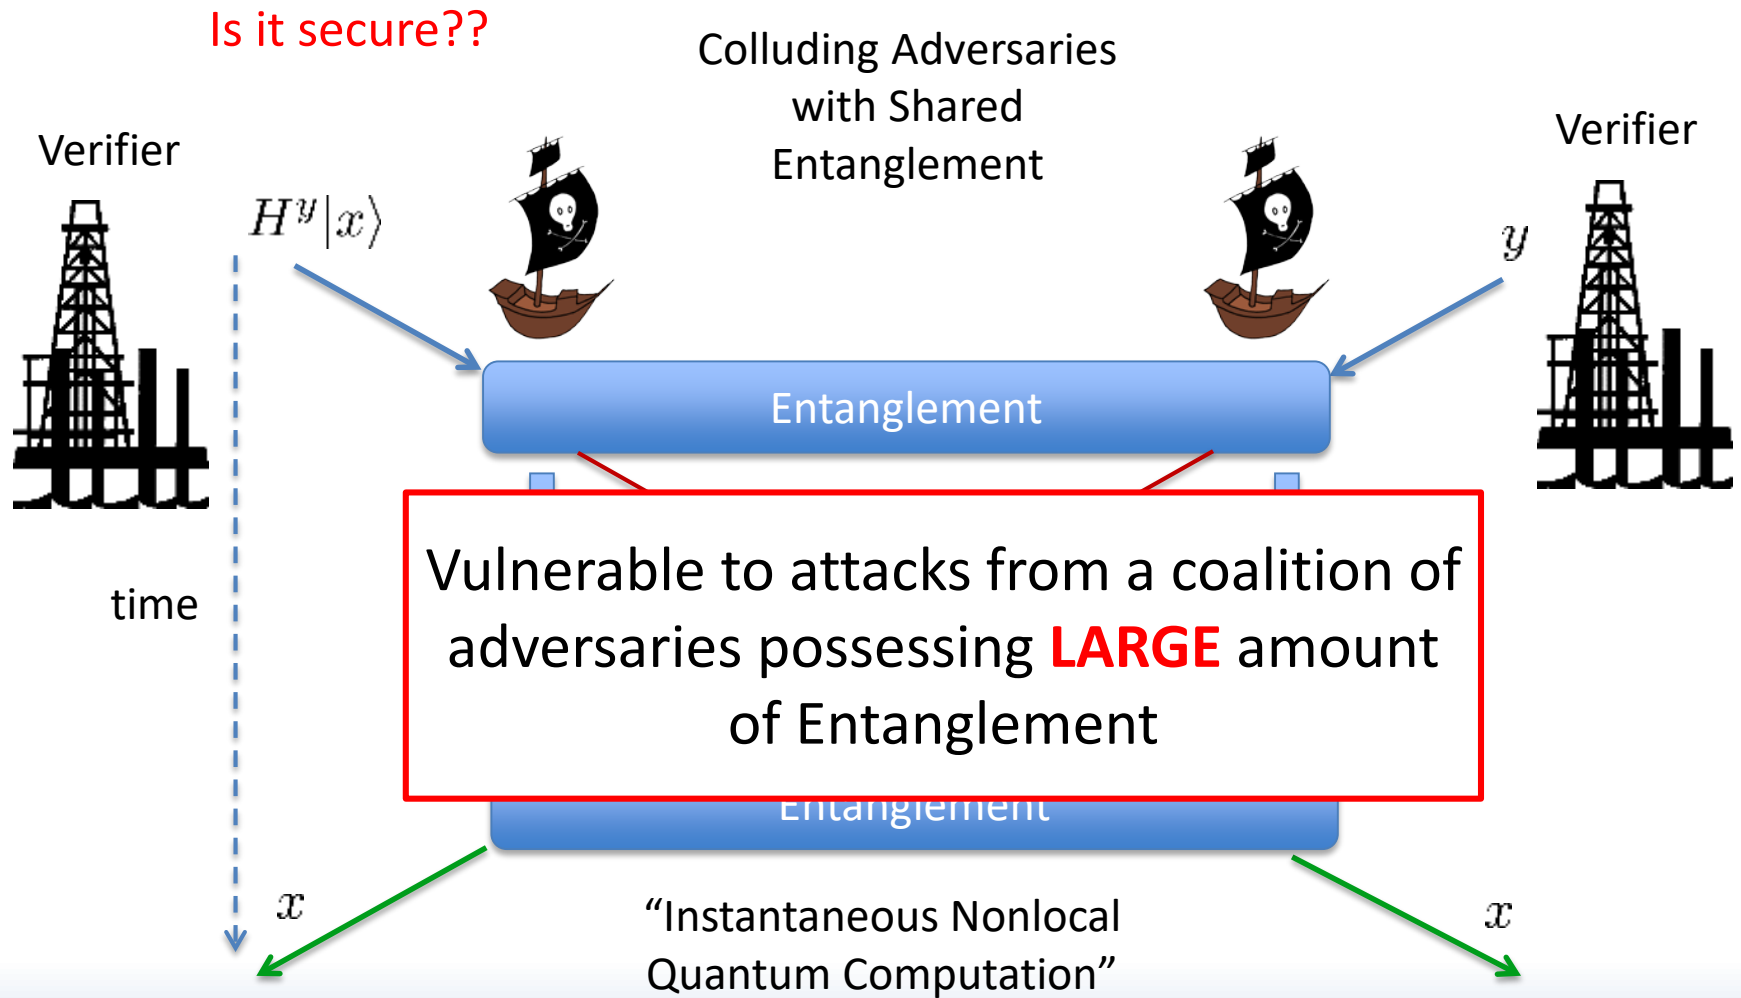 Is it secure??
Colluding Adversaries
with Shared
Entanglement
Verifier
Verifier
H^y|x⟩
y
Entanglement
Vulnerable to attacks from a coalition of
adversaries possessing LARGE amount
of Entanglement
time
Entanglement
x
x
“Instantaneous Nonlocal
Quantum Computation”